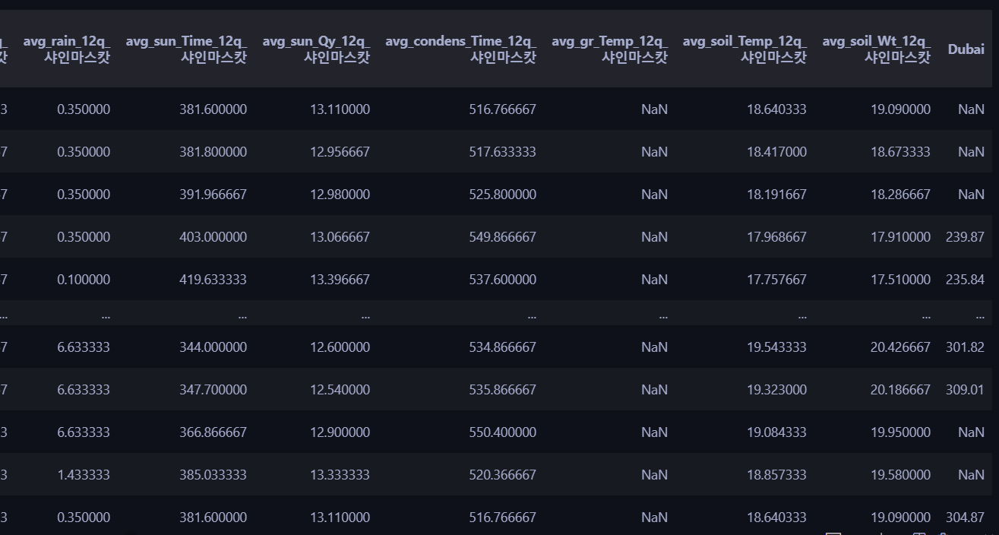 avg_rain_12q_ avg_sun_Time_12q_ avg_sun_Qy_12q_ avg_condens_Time_12q_ avg_gr_Temp_12q_ avg_soil_Temp_12q_ avg_soil_Wt_12q_ Dubai
캇 샤인마스캇 샤인마스캇 샤인마스캇 샤인마스캇 샤인마스캇 샤인마스캇 샤인마스캇
3 0.350000 381.600000 13.110000 516.766667 NaN 18.640333 19.090000 NaN
7 0.350000 381.800000 12.956667 517.633333 NaN 18.417000 18.673333 NaN
7 0.350000 391.966667 12.980000 525.800000 NaN 18.191667 18.286667 NaN
7 0.350000 403.000000 13.066667 549.866667 NaN 17.968667 17.910000 239.87
7 0.100000 419.633333 13.396667 537.600000 NaN 17.757667 17.510000 235.84
... ... ... ... ... ... ... ... ...
7 6.633333 344.000000 12.600000 534.866667 NaN 19.543333 20.426667 301.82
7 6.633333 347.700000 12.540000 535.866667 NaN 19.323000 20.186667 309.01
3 6.633333 366.866667 12.900000 550.400000 NaN 19.084333 19.950000 NaN
3 1.433333 385.033333 13.333333 520.366667 NaN 18.857333 19.580000 NaN
3 0.350000 381.600000 13.110000 516.766667 NaN 18.640333 19.090000 304.87